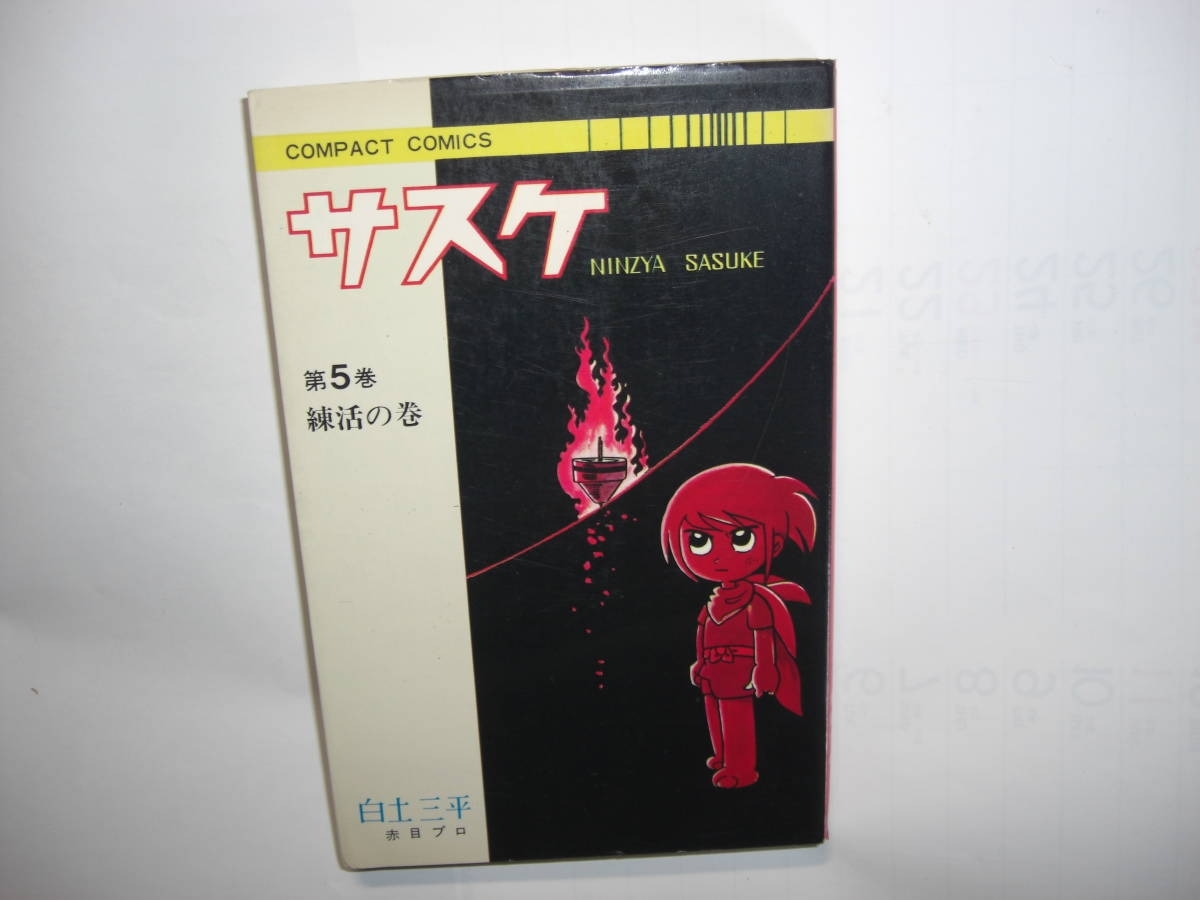 COMPACT COMICS
サスケ
NINZYA SASUKE
第5巻
練活の巻
白土三平
赤目プロ